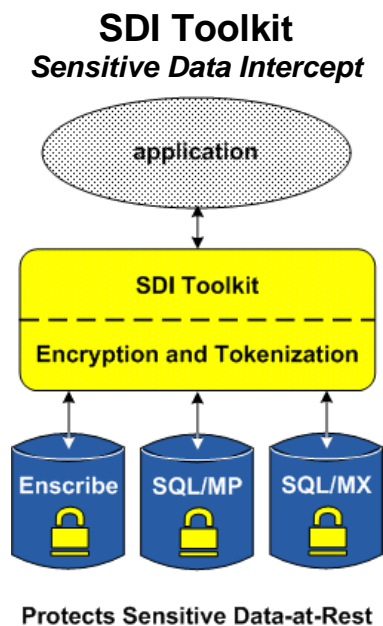 SDI Toolkit
Sensitive Data Intercept
application
SDI Toolkit
Encryption and Tokenization
Enscribe
SQL/MP
SQL/MX
Protects Sensitive Data-at-Rest